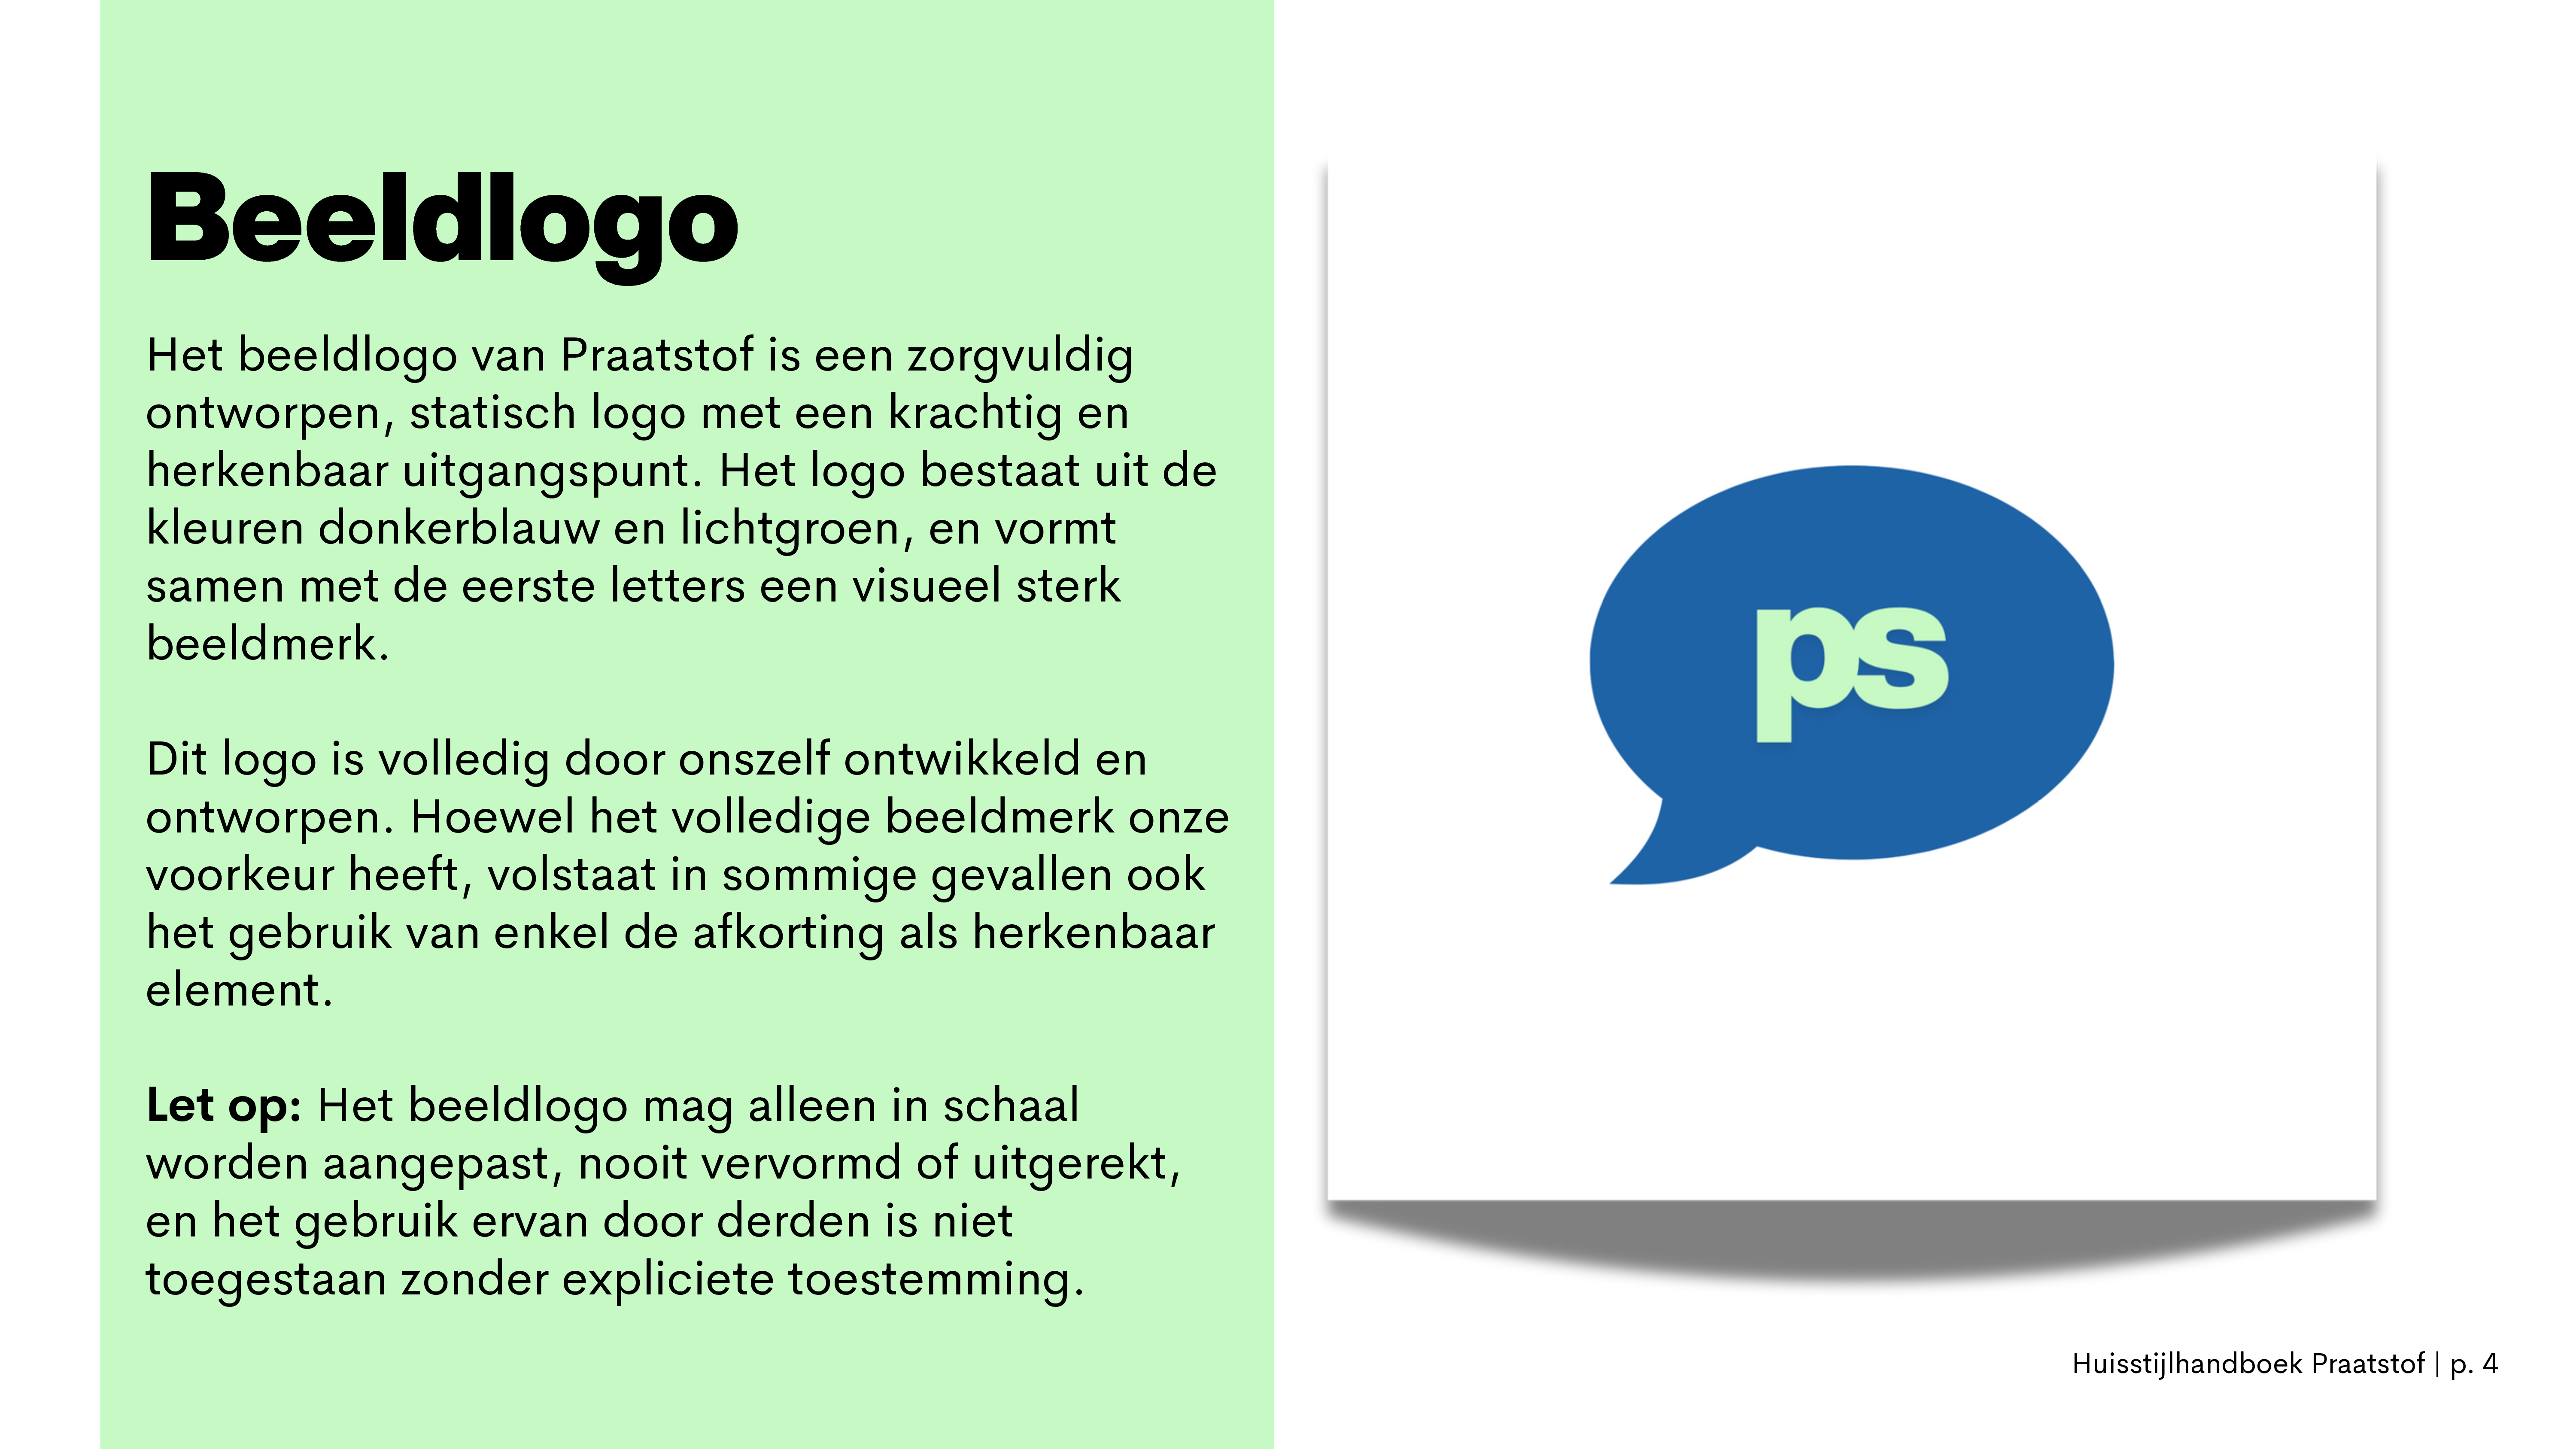 Beeldlogo
Het beeldlogo van Praatstof is een zorgvuldig
ontworpen, statisch logo met een krachtig en
herkenbaar uitgangspunt. Het logo bestaat uit de
kleuren donkerblauw en lichtgroen, en vormt
samen met de eerste letters een visueel sterk
beeldmerk.
Dit logo is volledig door onszelf ontwikkeld en
ontworpen. Hoewel het volledige beeldmerk onze
voorkeur heeft, volstaat in sommige gevallen ook
het gebruik van enkel de afkorting als herkenbaar
element.
Let op: Het beeldlogo mag alleen in schaal
worden aangepast, nooit vervormd of uitgerekt,
en het gebruik ervan door derden is niet
toegestaan zonder expliciete toestemming.
ps
Huisstijlhandboek Praatstof | p. 4